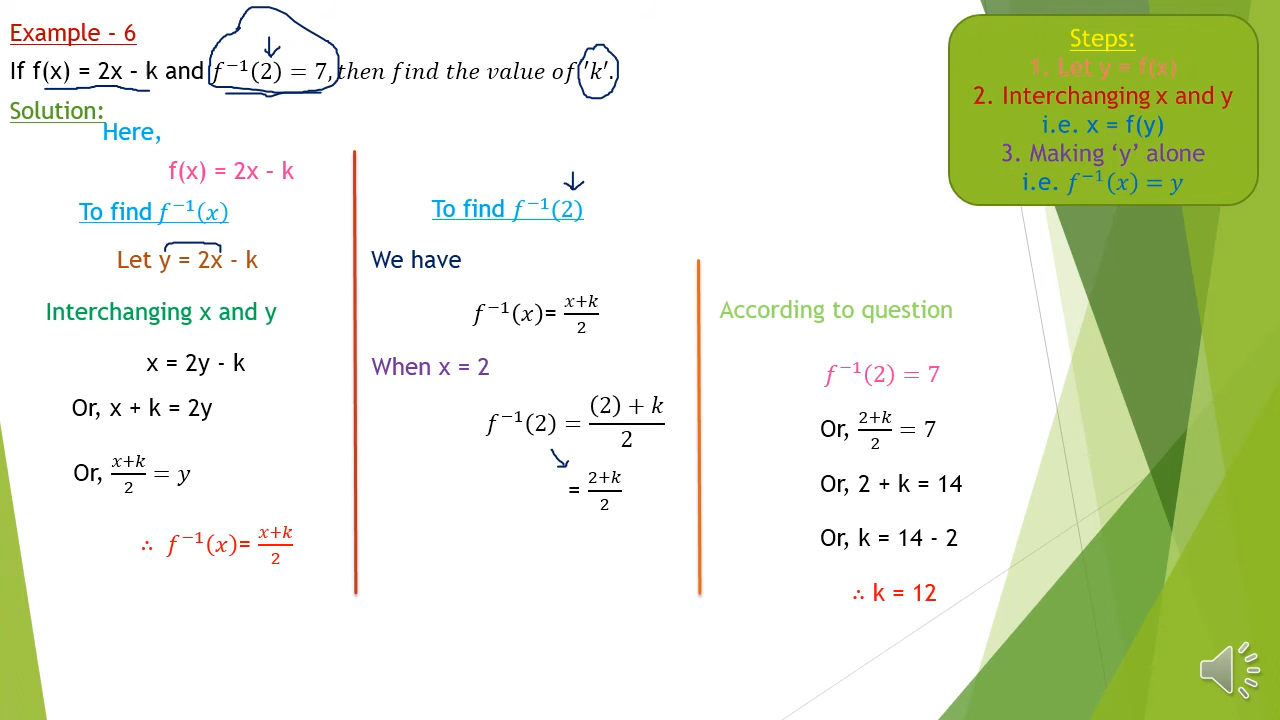 Example - 6
If f(x) = 2x - k and f⁻¹(2) = 7, then find the value of 'k'.
Solution:
Here,
f(x) = 2x - k
To find f⁻¹(x)
Let y = 2x - k
Interchanging x and y
x = 2y - k
Or, x + k = 2y
Or, (x+k)/2 = y
∴ f⁻¹(x)= (x+k)/2
To find f⁻¹(2)
We have
f⁻¹(x)= (x+k)/2
When x = 2
f⁻¹(2) = ((2) + k)/2
= (2+k)/2
According to question
f⁻¹(2) = 7
Or, (2+k)/2 = 7
Or, 2 + k = 14
Or, k = 14 - 2
∴ k = 12
Steps:
1. Let y = f(x)
2. Interchanging x and y
i.e. x = f(y)
3. Making ‘y’ alone
i.e. f⁻¹(x) = y